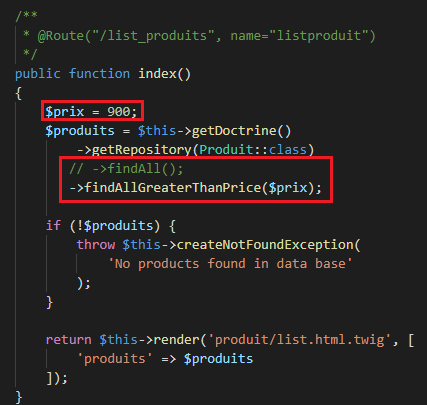 /**
 * @Route("/list_produits", name="listproduit")
 */
public function index()
{
    $prix = 900;
    $produits = $this->getDoctrine()
        ->getRepository(Produit::class)
       // ->findAll();
       ->findAllGreaterThanPrice($prix);

    if (!$produits) {
        throw $this->createNotFoundException(
            'No products found in data base'
        );
    }

    return $this->render('produit/list.html.twig', [
        'produits' => $produits
    ]);
}